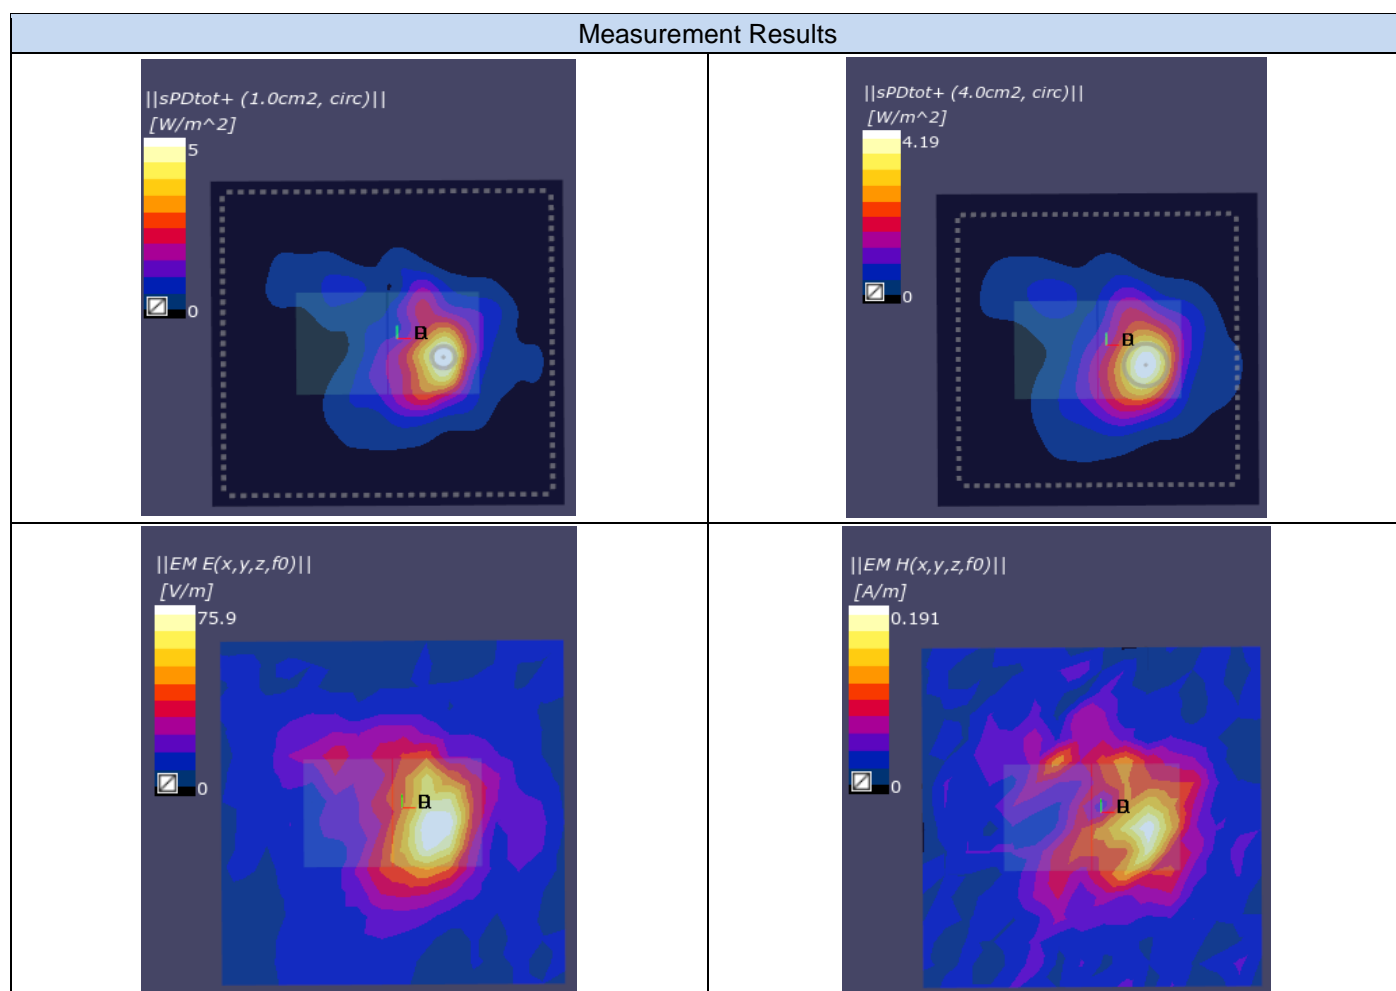 Measurement Results
||sPDtot+ (1.0cm2, circ)||
[W/m^2]
5
0
||sPDtot+ (4.0cm2, circ)||
[W/m^2]
4.19
0
||EM E(x,y,z,f0)||
[V/m]
75.9
0
||EM H(x,y,z,f0)||
[A/m]
0.191
0